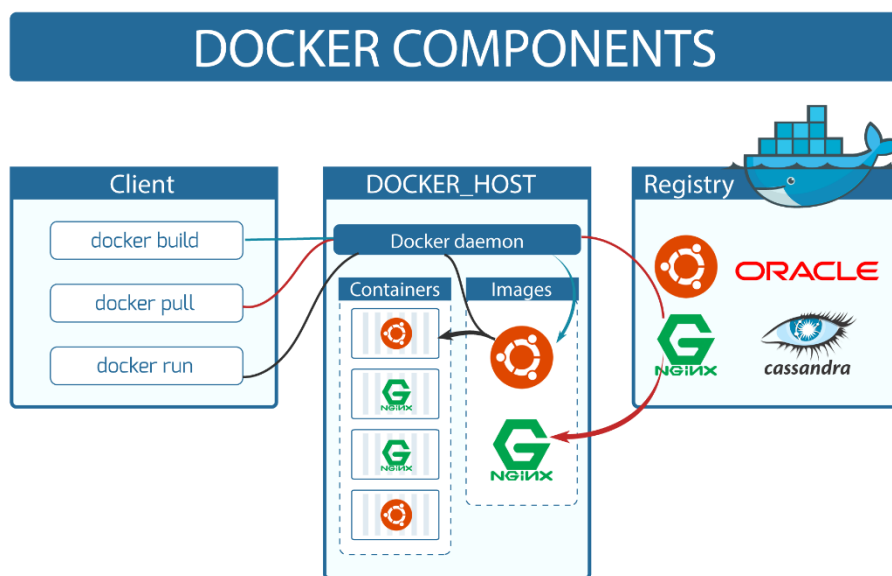 DOCKER COMPONENTS
Client
docker build
docker pull
docker run
DOCKER_HOST
Docker daemon
Containers
Images
NGiNX
NGiNX
NGiNX
Registry
ORACLE
NGiNX
cassandra